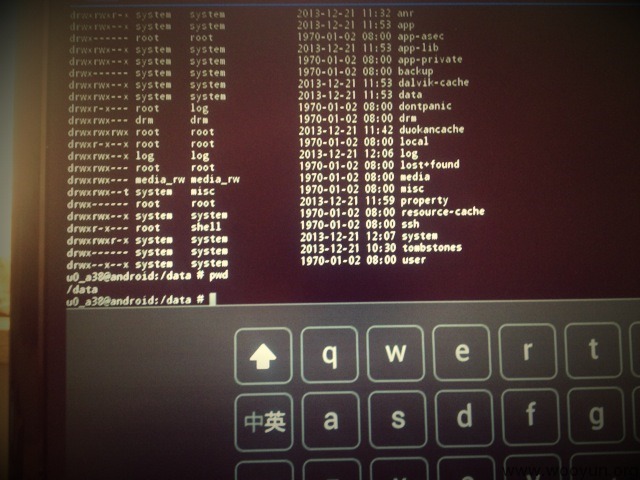 drwxrwxr-x system system 2013-12-21 11:32 anr
drwxrwx--x system system 2013-12-21 11:53 app
drwx------ root root 1970-01-02 08:00 app-asec
drwxrwx--x system system 2013-12-21 11:53 app-lib
drwxrwx--x system system 1970-01-02 08:00 app-private
drwx------ system system 1970-01-02 08:00 backup
drwxrwx--x system system 2013-12-21 11:53 dalvik-cache
drwxrwx--x system system 2013-12-21 11:53 data
drwxr-x--- root log 1970-01-02 08:00 dontpanic
drwxrwx--- drm drm 1970-01-02 08:00 drm
drwxrwxrwx root root 2013-12-21 11:42 duokancache
drwxr-x--x root root 1970-01-02 08:00 local
drwxrwx--x log log 2013-12-21 12:06 log
drwxrwx--- root root 1970-01-02 08:00 lost+found
drwxrwx--- media_rw media_rw 1970-01-02 08:00 media
drwxrwx--t system misc 1970-01-02 08:00 misc
drwx------ root root 2013-12-21 11:59 property
drwxrwx--x system system 1970-01-02 08:00 resource-cache
drwxr-x--- root shell 1970-01-02 08:00 ssh
drwxrwxr-x system system 2013-12-21 12:07 system
drwx------ system system 2013-12-21 10:30 tombstones
drwx--x--x system system 1970-01-02 08:00 user
u0_a38@android:/data # pwd
/data
u0_a38@android:/data #
q w e r t
中英 a s d f g